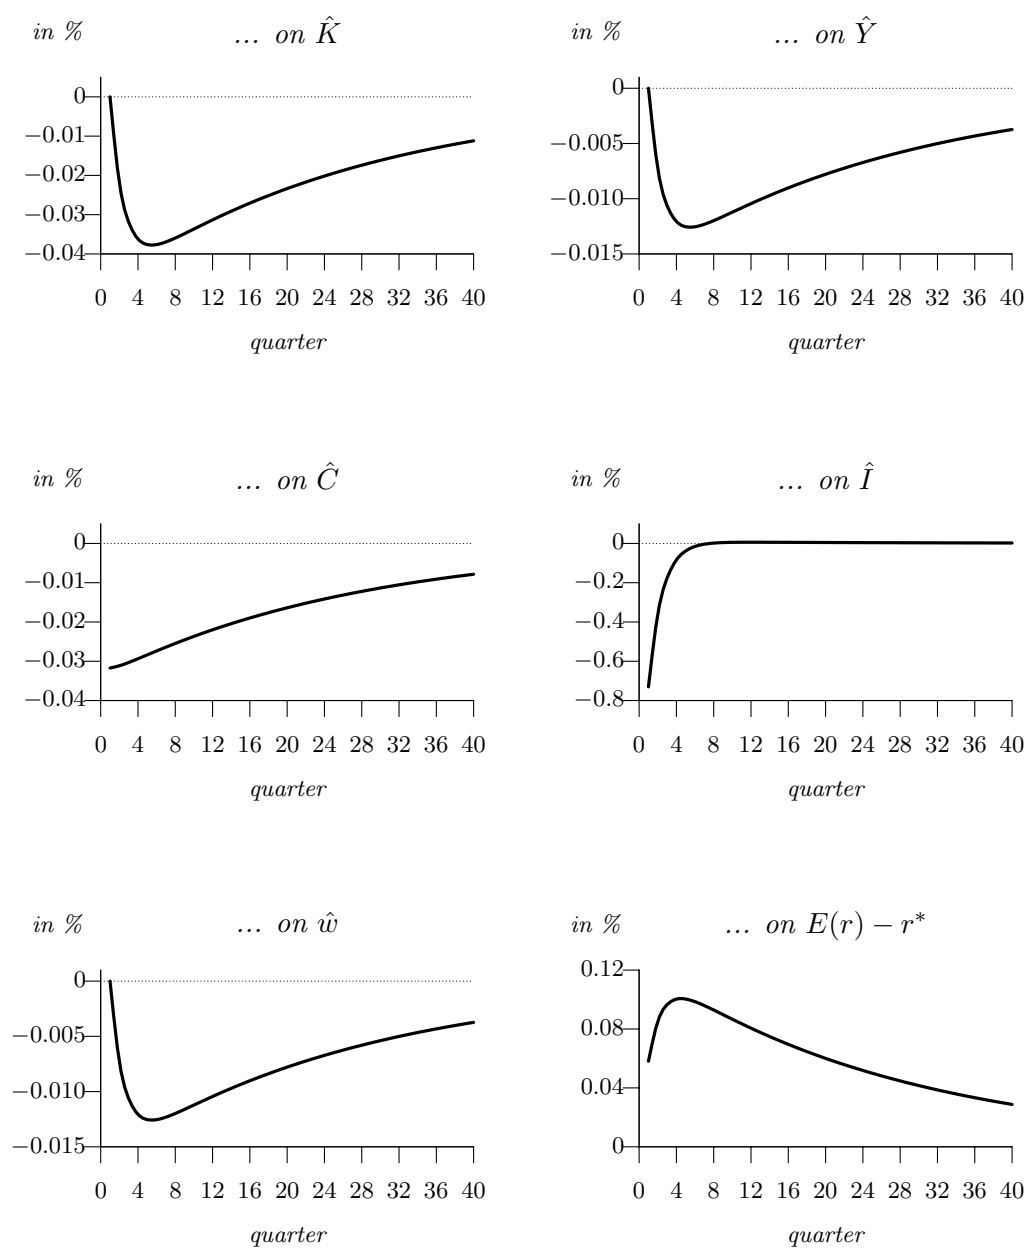 in % ... on K̂
0
−0.01
−0.02
−0.03
−0.04
0 4 8 12 16 20 24 28 32 36 40
quarter
in % ... on Ŷ
0
−0.005
−0.010
−0.015
0 4 8 12 16 20 24 28 32 36 40
quarter
in % ... on Ĉ
0
−0.01
−0.02
−0.03
−0.04
0 4 8 12 16 20 24 28 32 36 40
quarter
in % ... on Î
0
−0.2
−0.4
−0.6
−0.8
0 4 8 12 16 20 24 28 32 36 40
quarter
in % ... on ŵ
0
−0.005
−0.010
−0.015
0 4 8 12 16 20 24 28 32 36 40
quarter
in % ... on E(r) − r*
0.12
0.08
0.04
0
0 4 8 12 16 20 24 28 32 36 40
quarter